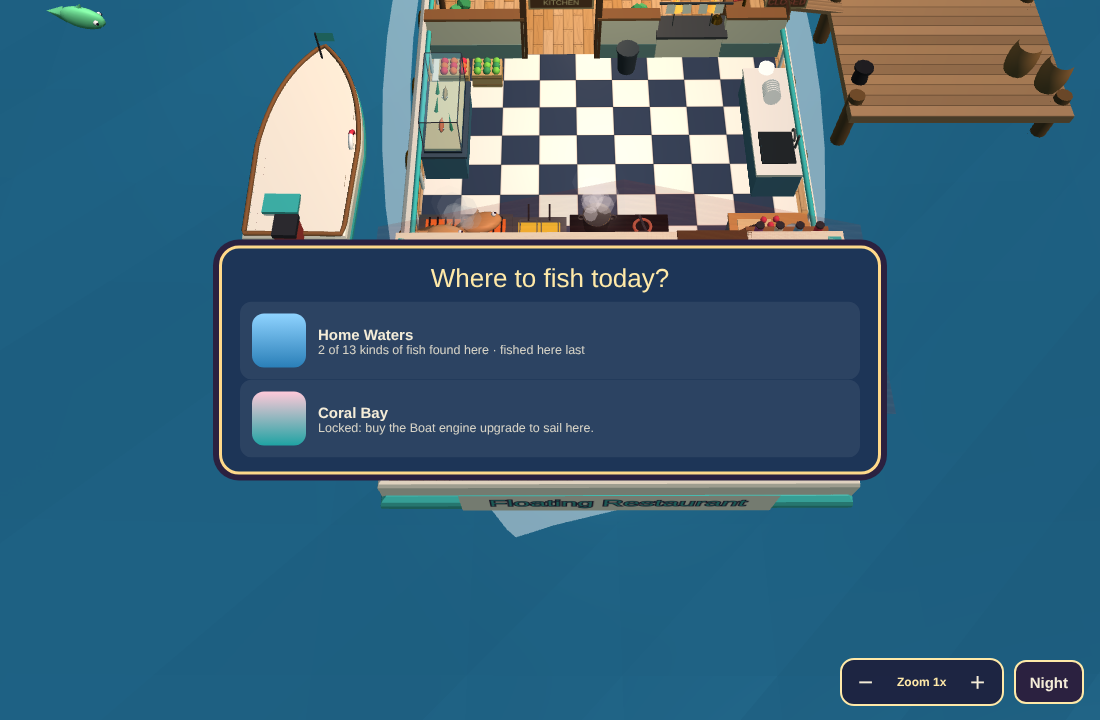 KITCHEN
Where to fish today?
Home Waters
2 of 13 kinds of fish found here · fished here last
Coral Bay
Locked: buy the Boat engine upgrade to sail here.
Floating Restaurant
− Zoom 1x +
Night